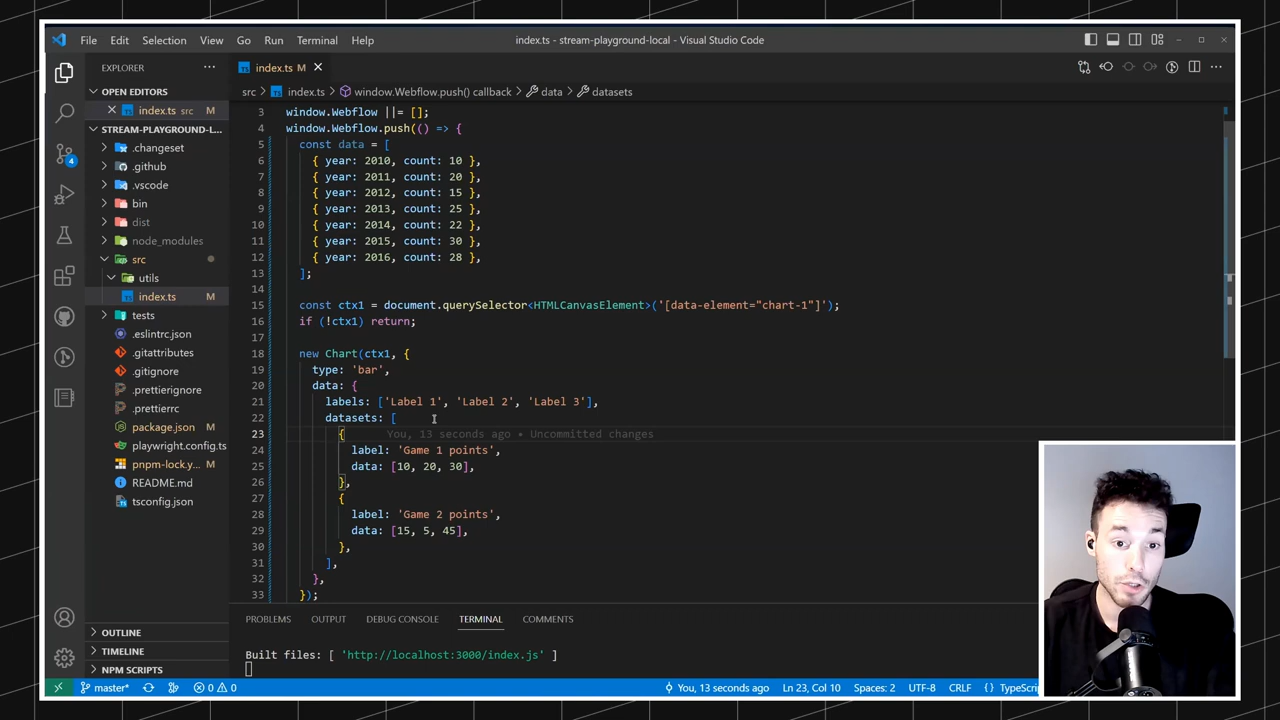 File Edit Selection View Go Run Terminal Help
index.ts - stream-playground-local - Visual Studio Code
EXPLORER
OPEN EDITORS
index.ts M
STREAM-PLAYGROUND-L...
.changeset
.github
.vscode
bin
dist
node_modules
src
utils
index.ts M
tests
.eslintrc.json
.gitattributes
.gitignore
.prettierignore
.prettierrc
package.json M
playwright.config.ts
pnpm-lock.y... M
README.md
tsconfig.json
OUTLINE
TIMELINE
NPM SCRIPTS
4
index.ts M
src > index.ts > window.Webflow.push() callback > data > datasets
3 window.Webflow ||= [];
4 window.Webflow.push(() => {
5 const data = [
6 { year: 2010, count: 10 },
7 { year: 2011, count: 20 },
8 { year: 2012, count: 15 },
9 { year: 2013, count: 25 },
10 { year: 2014, count: 22 },
11 { year: 2015, count: 30 },
12 { year: 2016, count: 28 },
13 ];
14
15 const ctx1 = document.querySelector<HTMLCanvasElement>('[data-element="chart-1"]');
16 if (!ctx1) return;
17
18 new Chart(ctx1, {
19 type: 'bar',
20 data: {
21 labels: ['Label 1', 'Label 2', 'Label 3'],
22 datasets: [
23 { You, 13 seconds ago • Uncommitted changes
24 label: 'Game 1 points',
25 data: [10, 20, 30],
26 },
27 {
28 label: 'Game 2 points',
29 data: [15, 5, 45],
30 },
31 ],
32 },
33 });
PROBLEMS OUTPUT DEBUG CONSOLE TERMINAL COMMENTS
Built files: [ 'http://localhost:3000/index.js' ]
master* 0 0 You, 13 seconds ago Ln 23, Col 10 Spaces: 2 UTF-8 CRLF {} TypeScrip